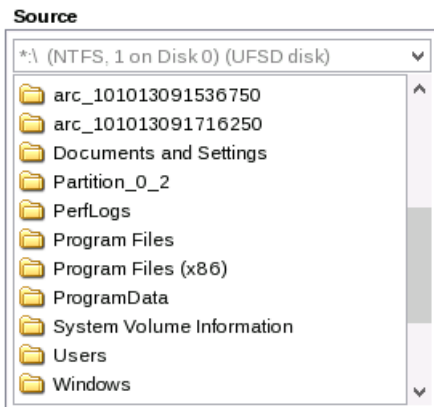 Source
*:\ (NTFS, 1 on Disk 0) (UFSD disk)
arc_101013091536750
arc_101013091716250
Documents and Settings
Partition_0_2
PerfLogs
Program Files
Program Files (x86)
ProgramData
System Volume Information
Users
Windows